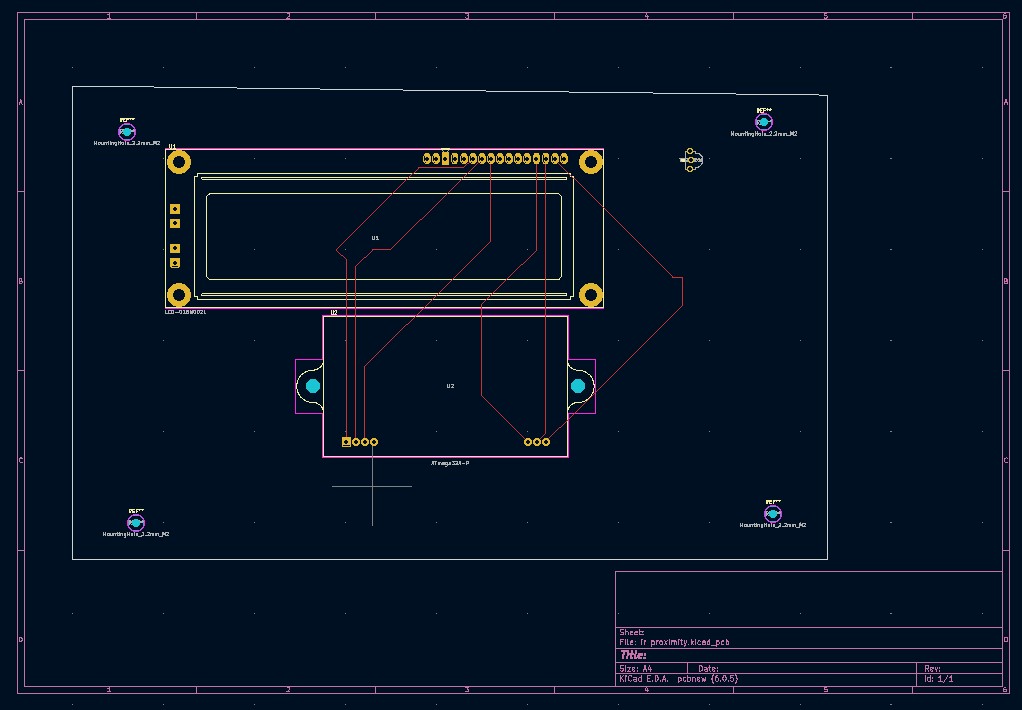 1 2 3 4 5 6
A A
REF**
MountingHole_2.2mm_M2
REF**
MountingHole_2.2mm_M2
U1
U1
B B
LCD-016N002L
U2
U2
C C
ATmega328-P
REF**
MountingHole_2.2mm_M2
REF**
MountingHole_2.2mm_M2
D D
Sheet:
File: ir proximity.kicad_pcb
Title:
Size: A4 Date: Rev:
KiCad E.D.A. pcbnew (6.0.5) Id: 1/1
1 2 3 4 5 6